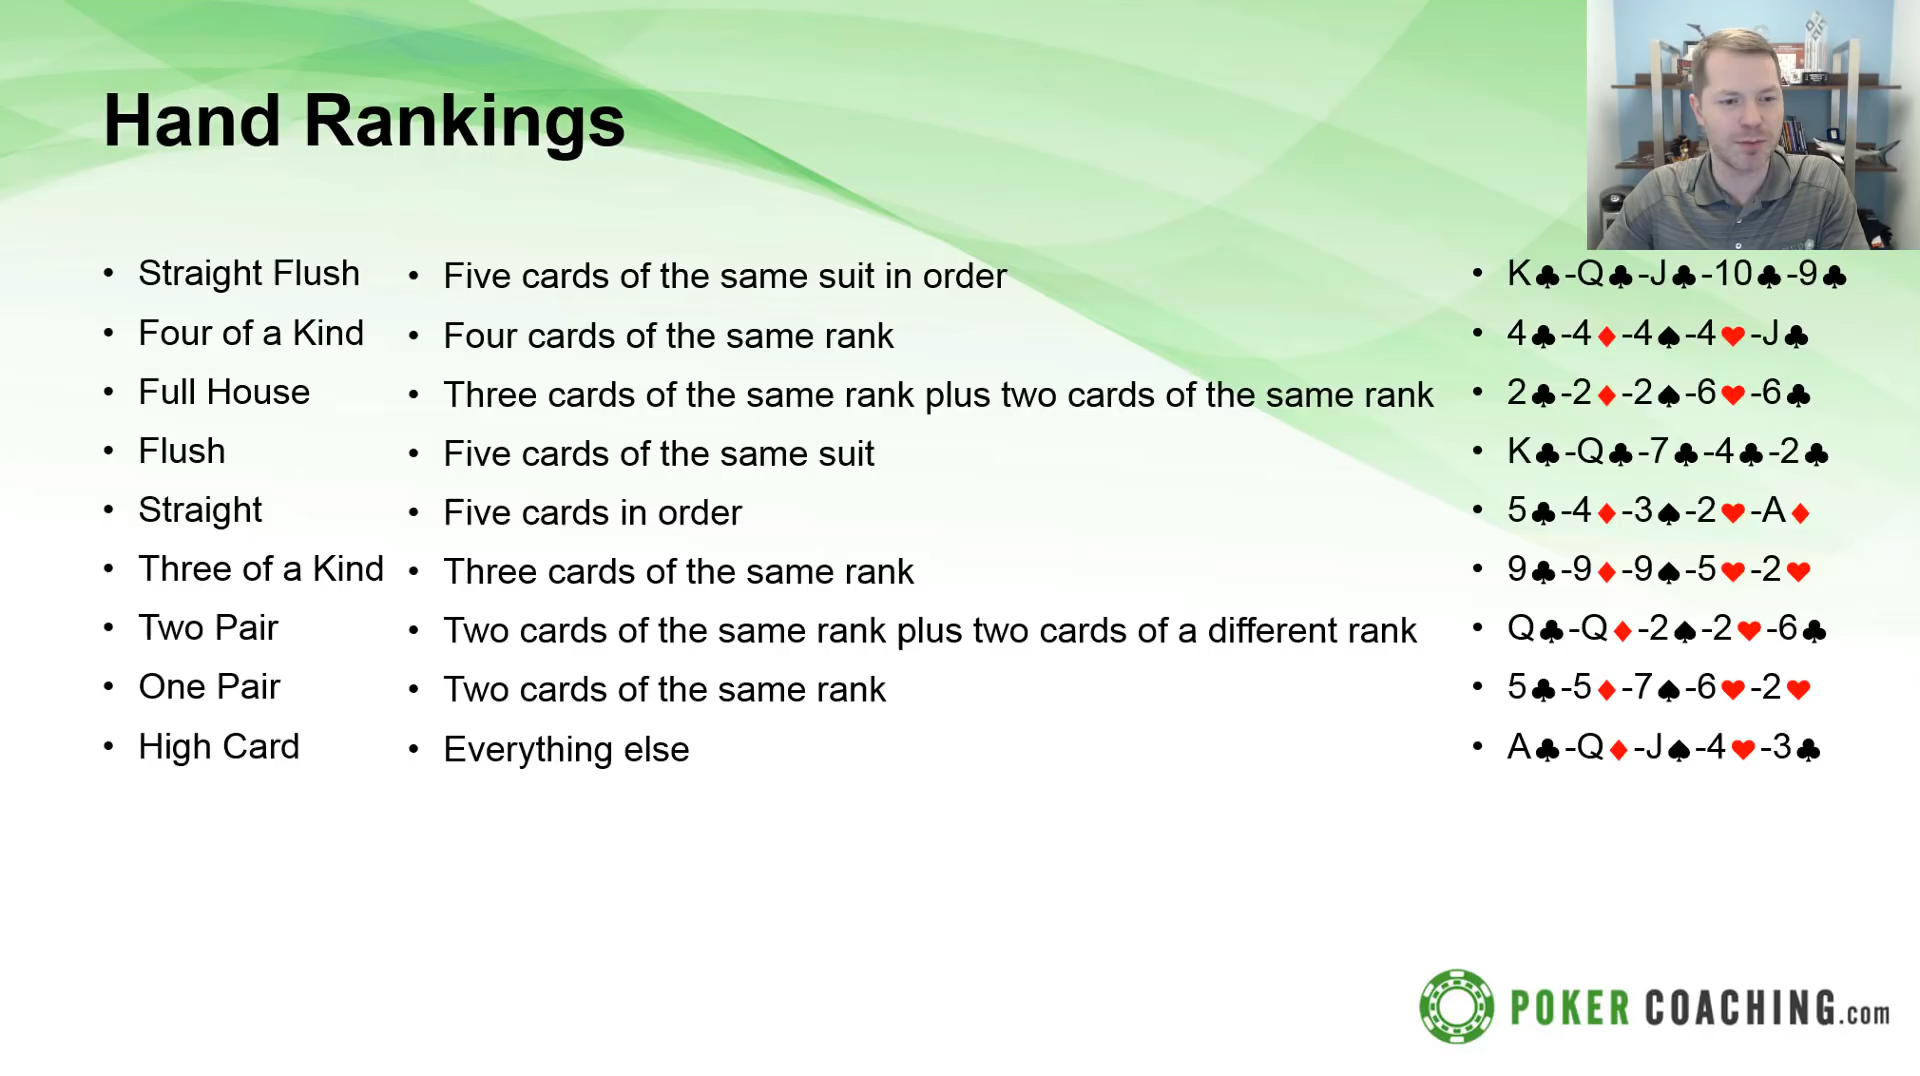 Hand Rankings
• Straight Flush • Five cards of the same suit in order • K♣-Q♣-J♣-10♣-9♣
• Four of a Kind • Four cards of the same rank • 4♣-4♦-4♠-4♥-J♣
• Full House • Three cards of the same rank plus two cards of the same rank • 2♣-2♦-2♠-6♥-6♣
• Flush • Five cards of the same suit • K♣-Q♣-7♣-4♣-2♣
• Straight • Five cards in order • 5♣-4♦-3♠-2♥-A♦
• Three of a Kind • Three cards of the same rank • 9♣-9♦-9♠-5♥-2♥
• Two Pair • Two cards of the same rank plus two cards of a different rank • Q♣-Q♦-2♠-2♥-6♣
• One Pair • Two cards of the same rank • 5♣-5♦-7♠-6♥-2♥
• High Card • Everything else • A♣-Q♦-J♠-4♥-3♣
POKER COACHING.com